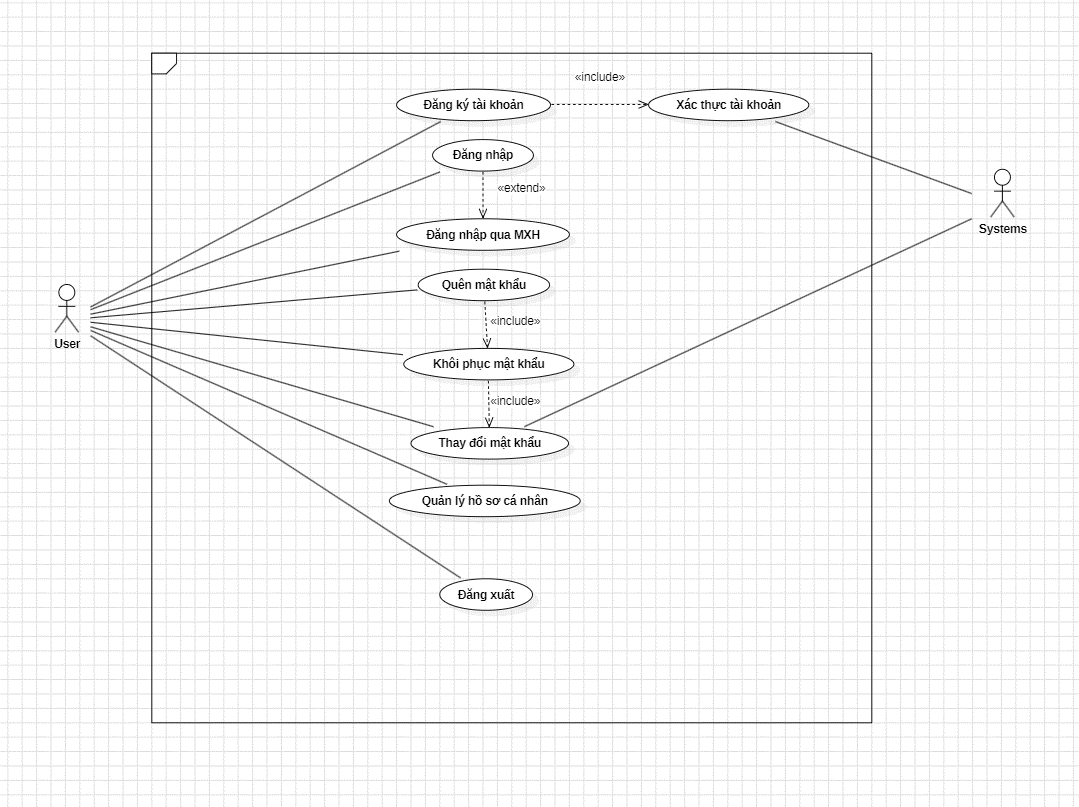 «include»
Đăng ký tài khoản
Xác thực tài khoản
Đăng nhập
«extend»
Đăng nhập qua MXH
Systems
Quên mật khẩu
«include»
User
Khôi phục mật khẩu
«include»
Thay đổi mật khẩu
Quản lý hồ sơ cá nhân
Đăng xuất